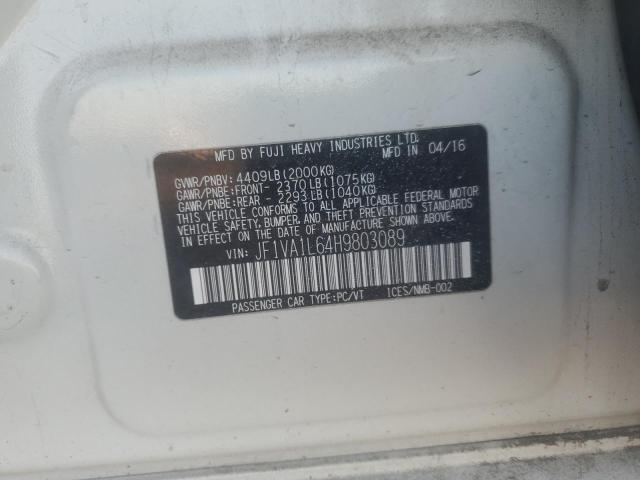 MFD BY FUJI HEAVY INDUSTRIES LTD.
MFD IN 04/16
GVWR/PNBV: 4409LB(2000KG)
GAWR/PNBE:FRONT- 2370LB(1075KG)
GAWR/PNBE:REAR - 2293LB(1040KG)
THIS VEHICLE CONFORMS TO ALL APPLICABLE FEDERAL MOTOR
VEHICLE SAFETY, BUMPER, AND THEFT PREVENTION STANDARDS
IN EFFECT ON THE DATE OF MANUFACTURE SHOWN ABOVE.
VIN: JF1VA1L64H9803089
PASSENGER CAR TYPE:PC/VT ICES/NMB-002